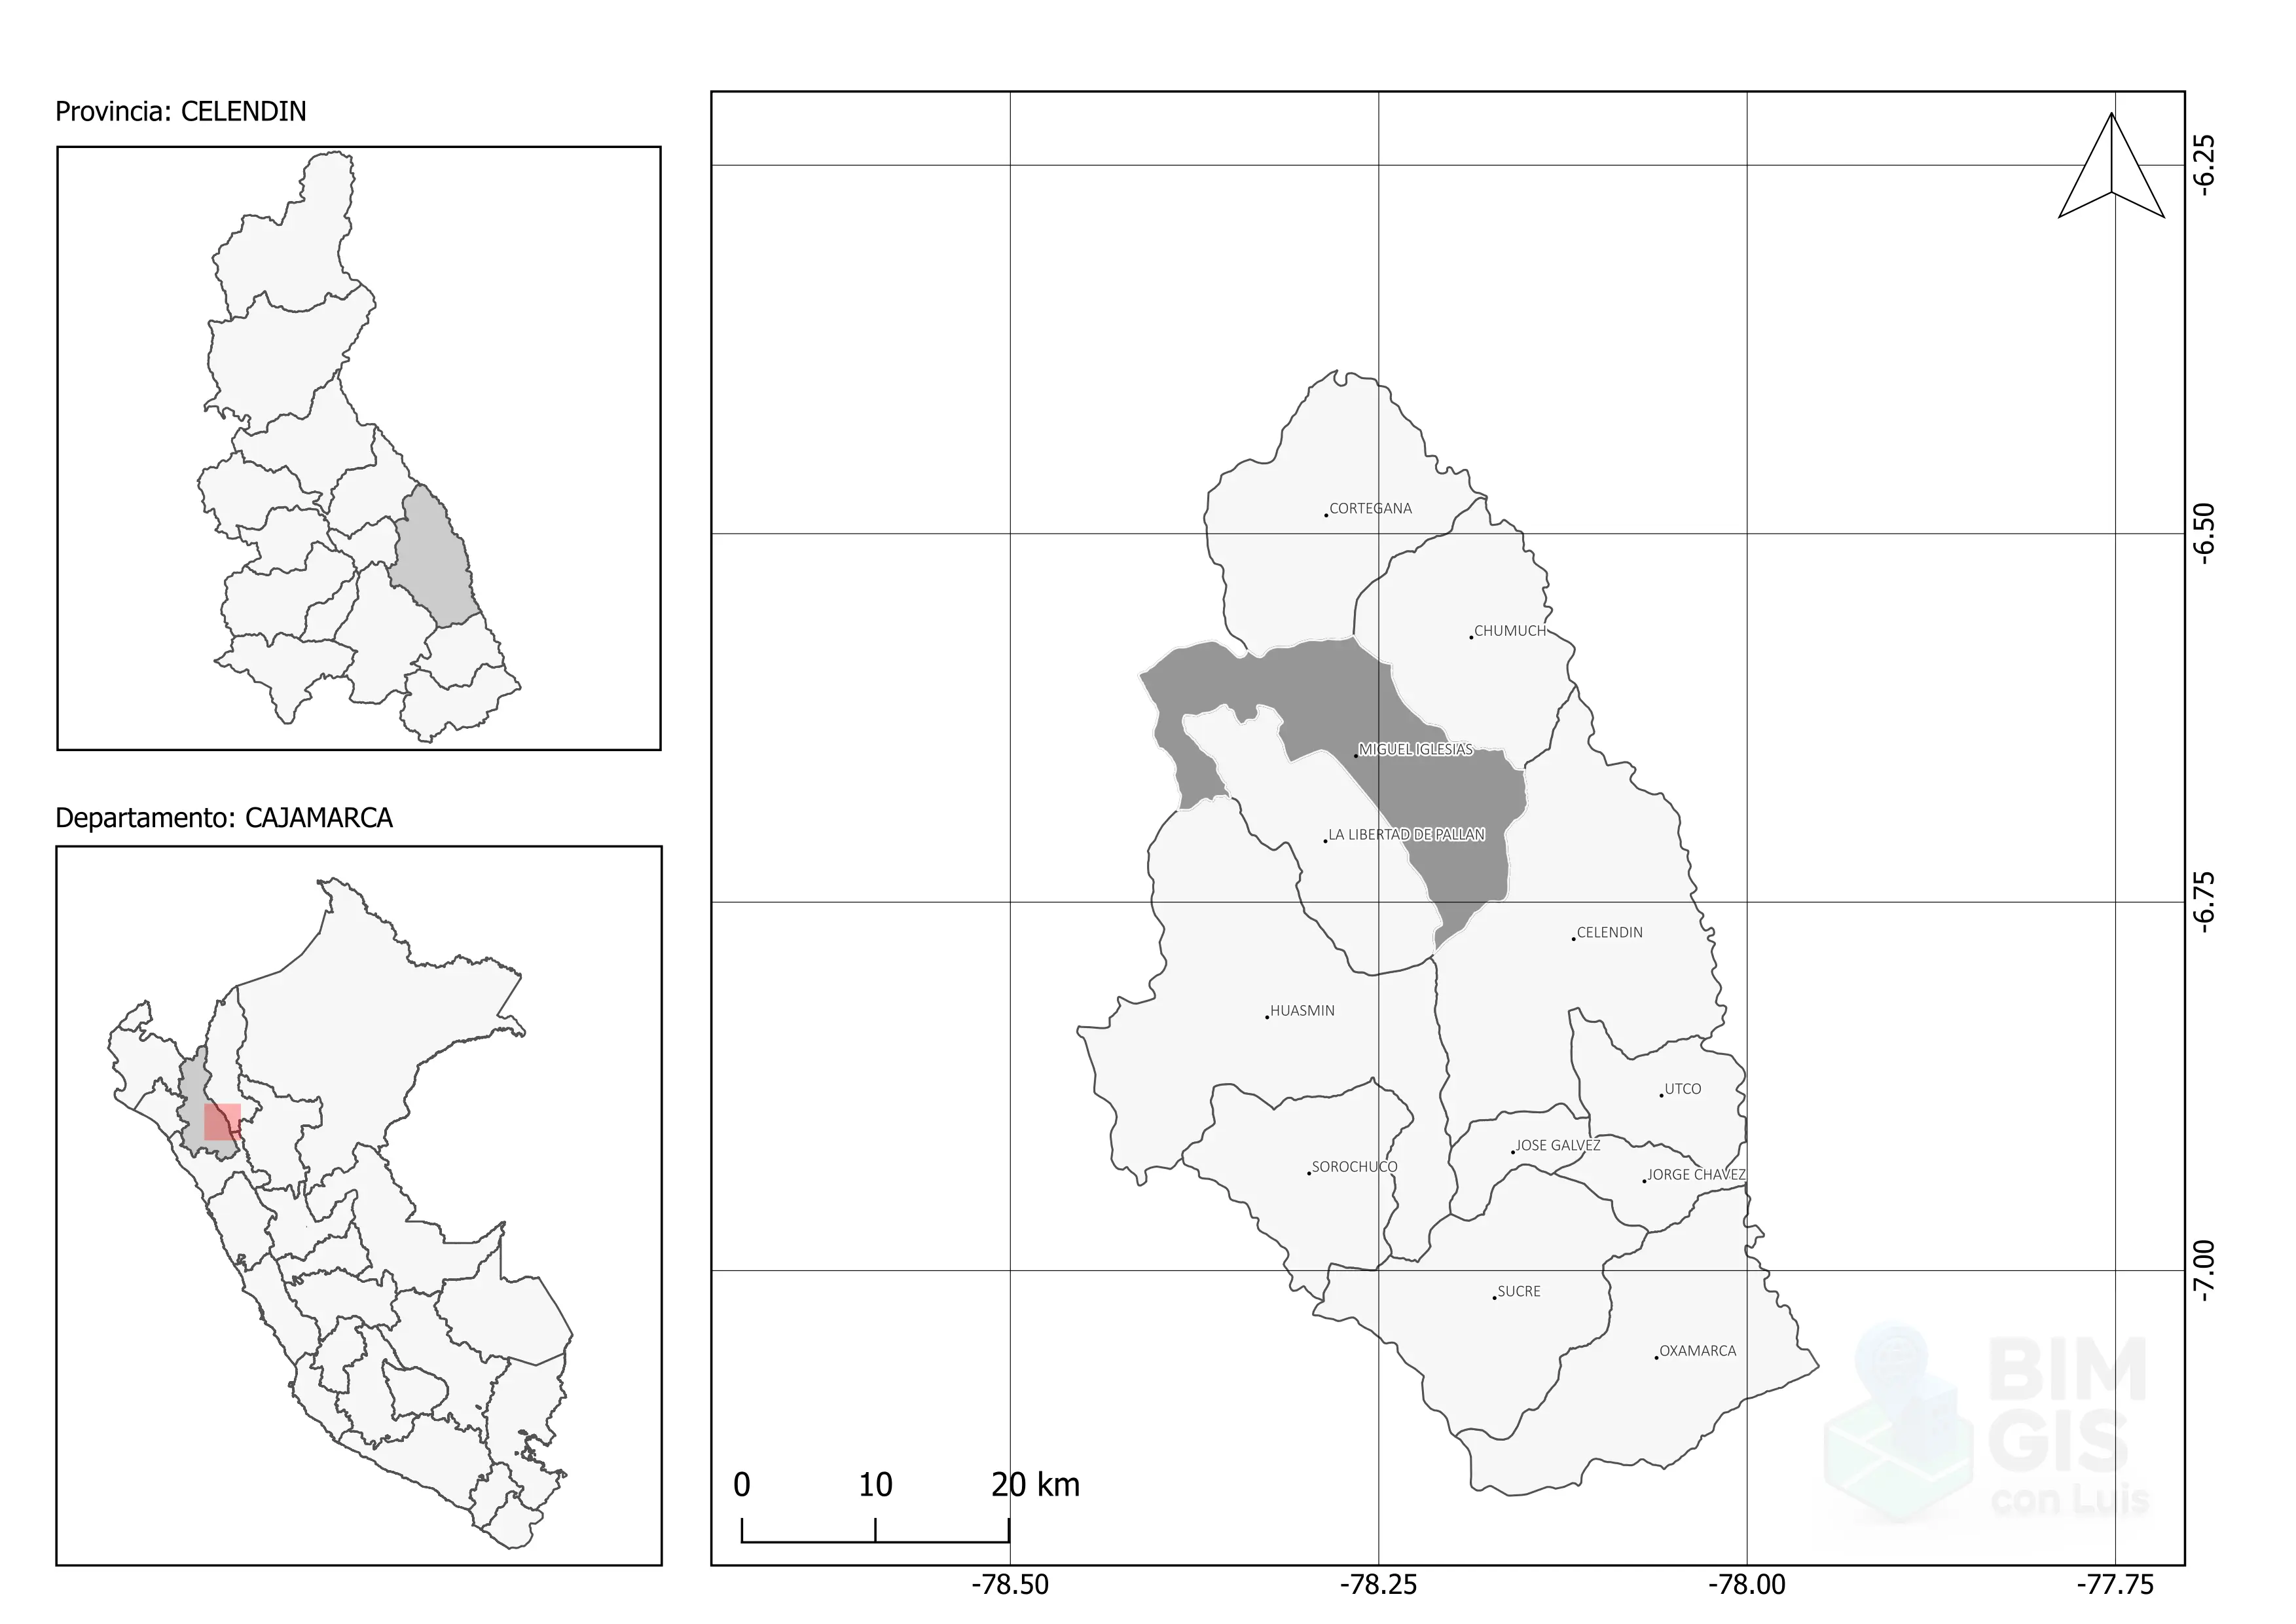 Provincia: CELENDIN
Departamento: CAJAMARCA
-6.25
-6.50
-6.75
-7.00
CORTEGANA
CHUMUCH
MIGUEL IGLESIAS
LA LIBERTAD DE PALLAN
CELENDIN
HUASMIN
UTCO
JOSE GALVEZ
SOROCHUCO
JORGE CHAVEZ
SUCRE
OXAMARCA
BIM
GIS
con Luis
0 10 20 km
-78.50 -78.25 -78.00 -77.75